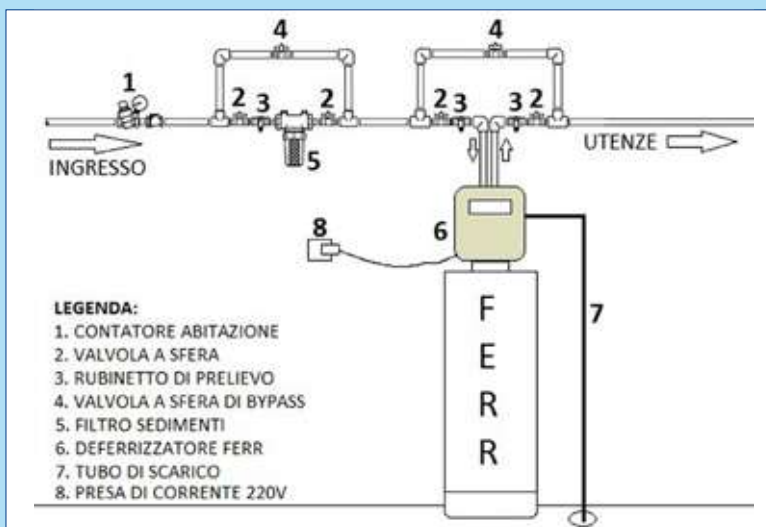 4
4
1
2
3
2
2
3
3
2
INGRESSO
5
UTENZE
8
6
7
F
E
R
R
LEGENDA:
1. CONTATORE ABITAZIONE
2. VALVOLA A SFERA
3. RUBINETTO DI PRELIEVO
4. VALVOLA A SFERA DI BYPASS
5. FILTRO SEDIMENTI
6. DEFERRIZZATORE FERR
7. TUBO DI SCARICO
8. PRESA DI CORRENTE 220V